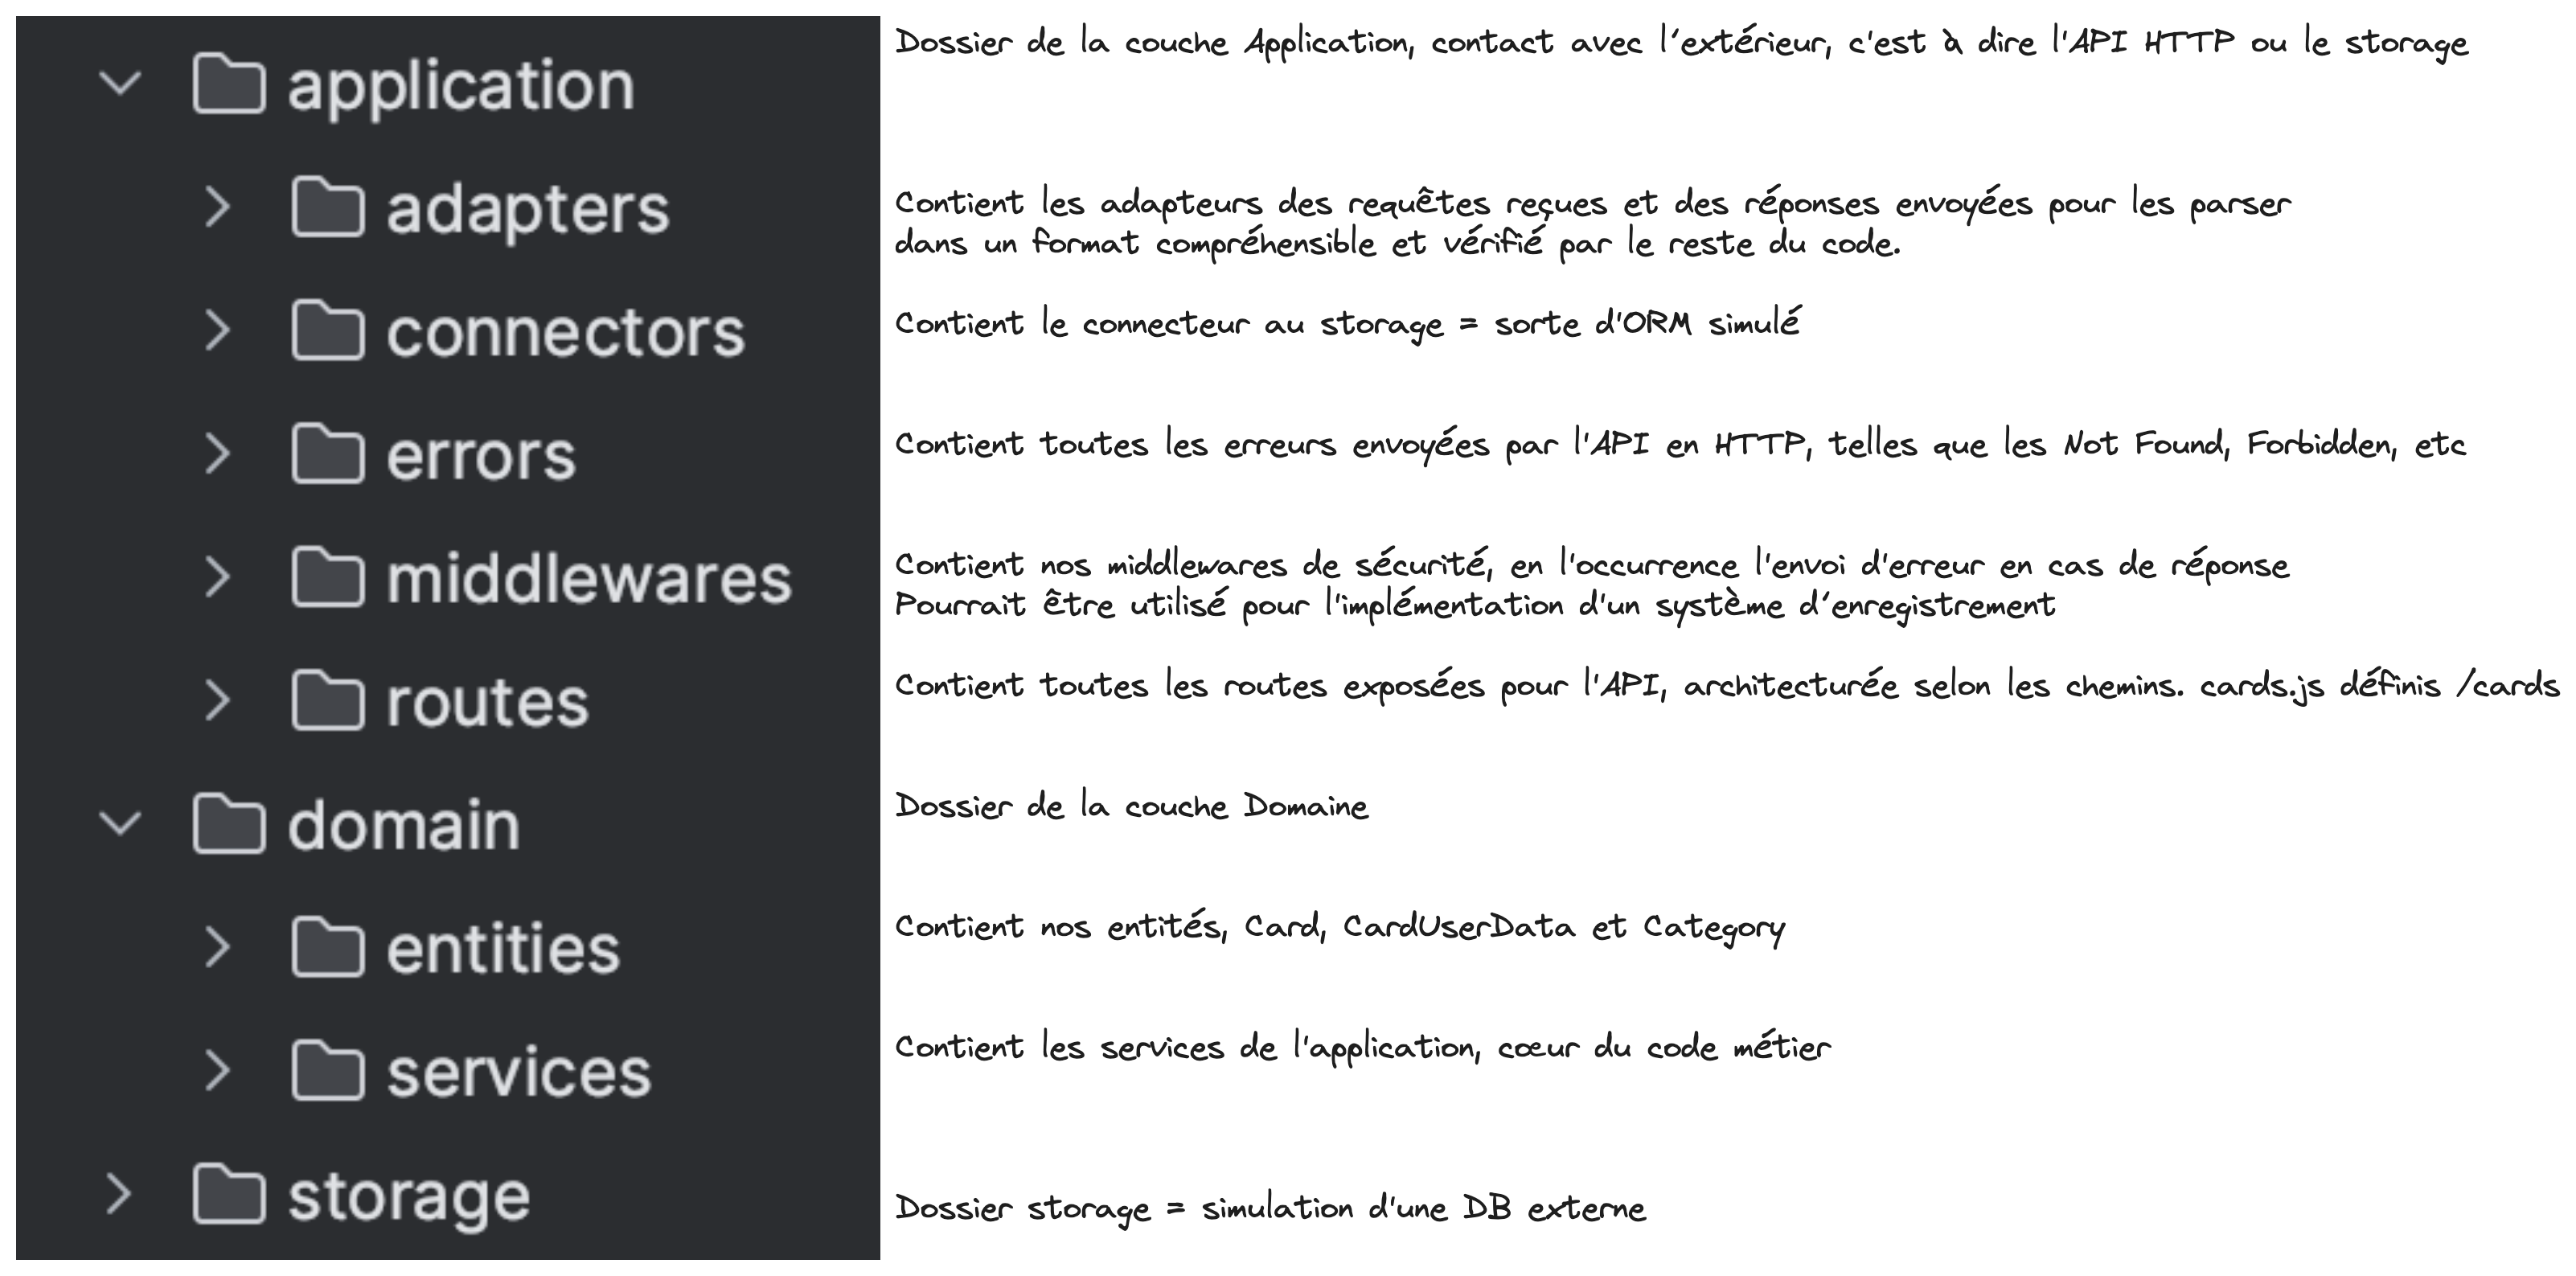 application
Dossier de la couche Application, contact avec l'extérieur, c'est à dire l'API HTTP ou le storage
adapters
Contient les adapteurs des requêtes reçues et des réponses envoyées pour les parser
dans un format compréhensible et vérifié par le reste du code.
connectors
Contient le connecteur au storage = sorte d'ORM simulé
errors
Contient toutes les erreurs envoyées par l'API en HTTP, telles que les Not Found, Forbidden, etc
middlewares
Contient nos middlewares de sécurité, en l'occurrence l'envoi d'erreur en cas de réponse
Pourrait être utilisé pour l'implémentation d'un système d'enregistrement
routes
Contient toutes les routes exposées pour l'API, architecturée selon les chemins. cards.js définis /cards
domain
Dossier de la couche Domaine
entities
Contient nos entités, Card, CardUserData et Category
services
Contient les services de l'application, cœur du code métier
storage
Dossier storage = simulation d'une DB externe